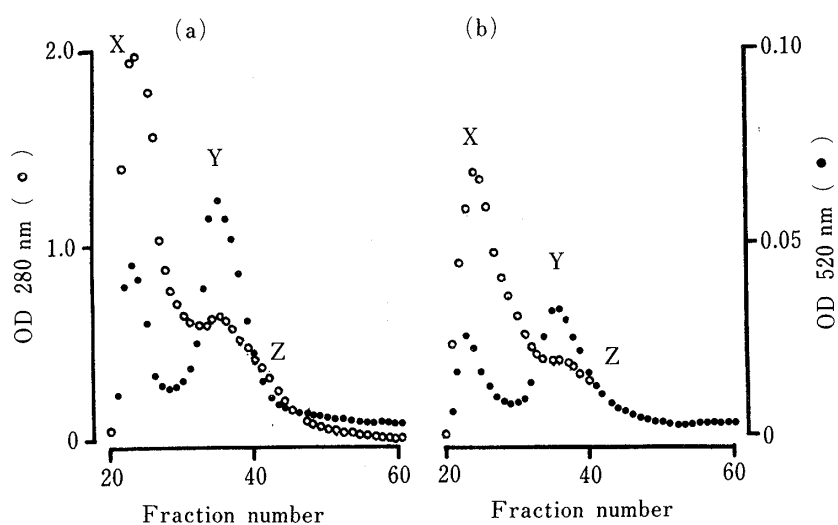 (a)
(b)
X
Y
Z
X
Y
Z
2.0
1.0
0
OD 280 nm ( o )
0.10
0.05
0
OD 520 nm ( ● )
20
40
60
20
40
60
Fraction number
Fraction number